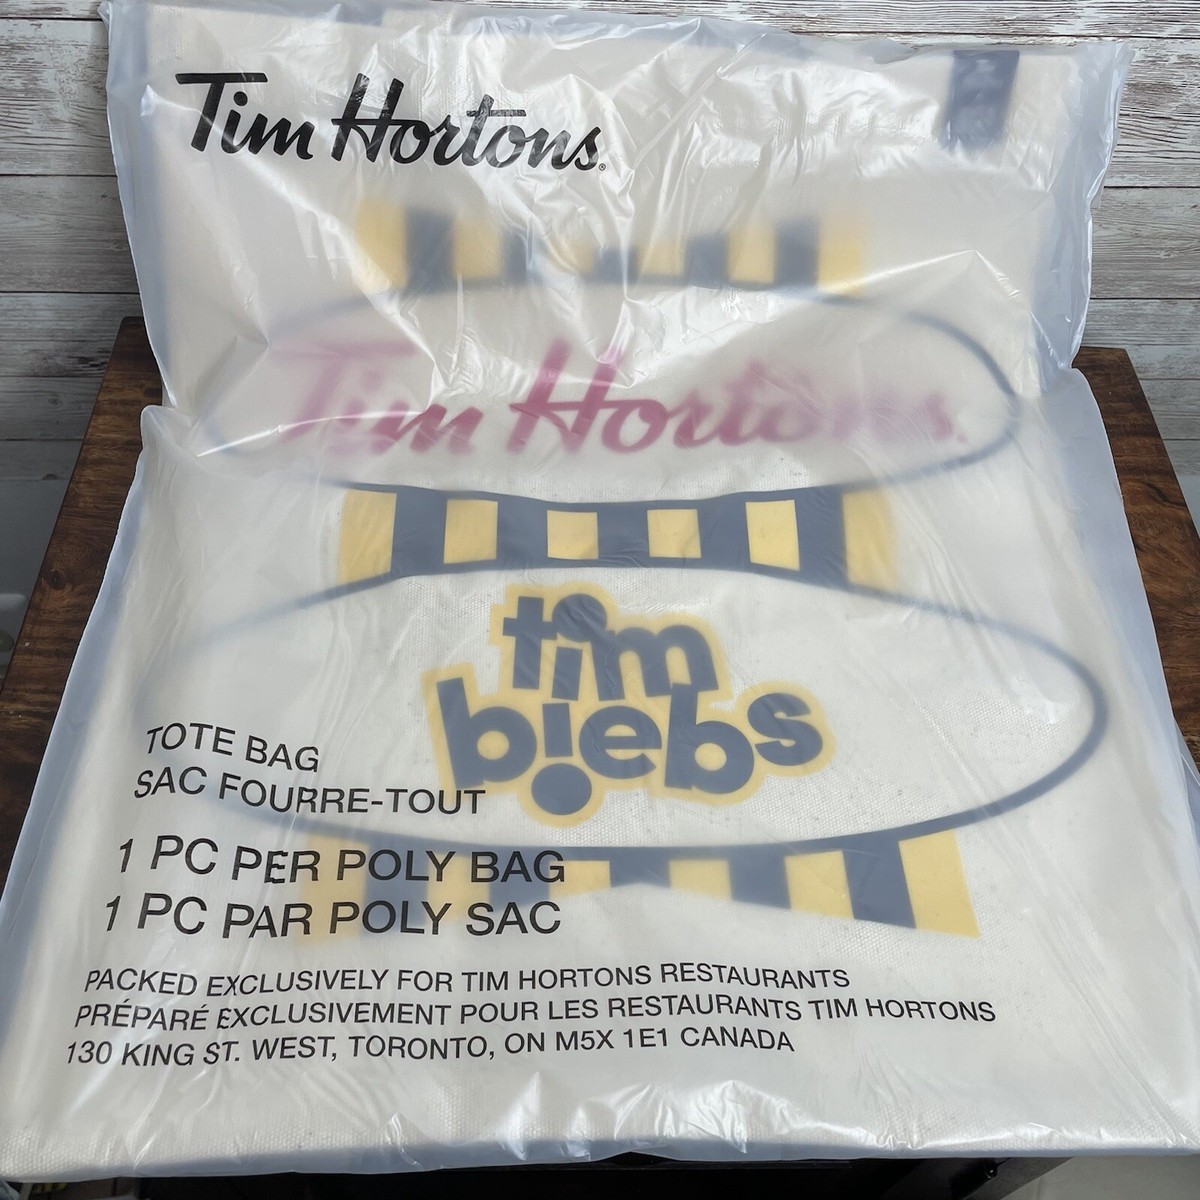 Tim Hortons®
Tim Hortons
tim
biebs
TOTE BAG
SAC FOURRE-TOUT
1 PC PER POLY BAG
1 PC PAR POLY SAC
PACKED EXCLUSIVELY FOR TIM HORTONS RESTAURANTS
PRÉPARÉ EXCLUSIVEMENT POUR LES RESTAURANTS TIM HORTONS
130 KING ST. WEST, TORONTO, ON M5X 1E1 CANADA